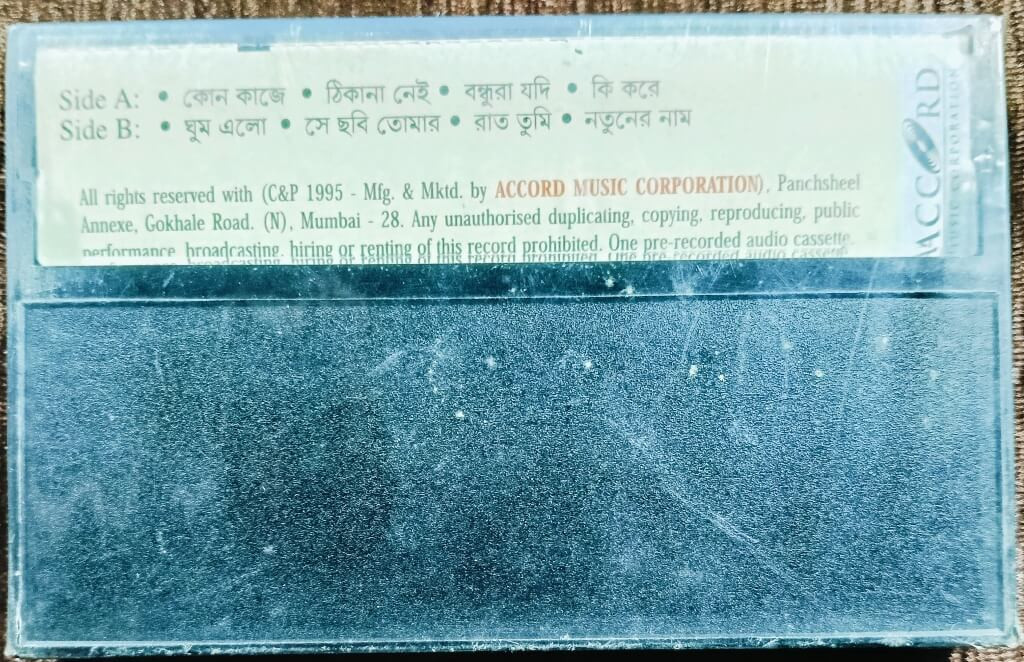 Side A: • কোন কাজে • ঠিকানা নেই • বন্ধুরা যদি • কি করে
Side B: • ঘুম এলো • সে ছবি তোমার • রাত তুমি • নতুনের নাম
All rights reserved with (C&P 1995 - Mfg. & Mktd. by ACCORD MUSIC CORPORATION), Panchsheel
Annexe, Gokhale Road. (N), Mumbai - 28. Any unauthorised duplicating, copying, reproducing, public
performance broadcasting, hiring or renting of this record prohibited. One pre-recorded audio cassette.
ACCORD
MUSIC CORPORATION